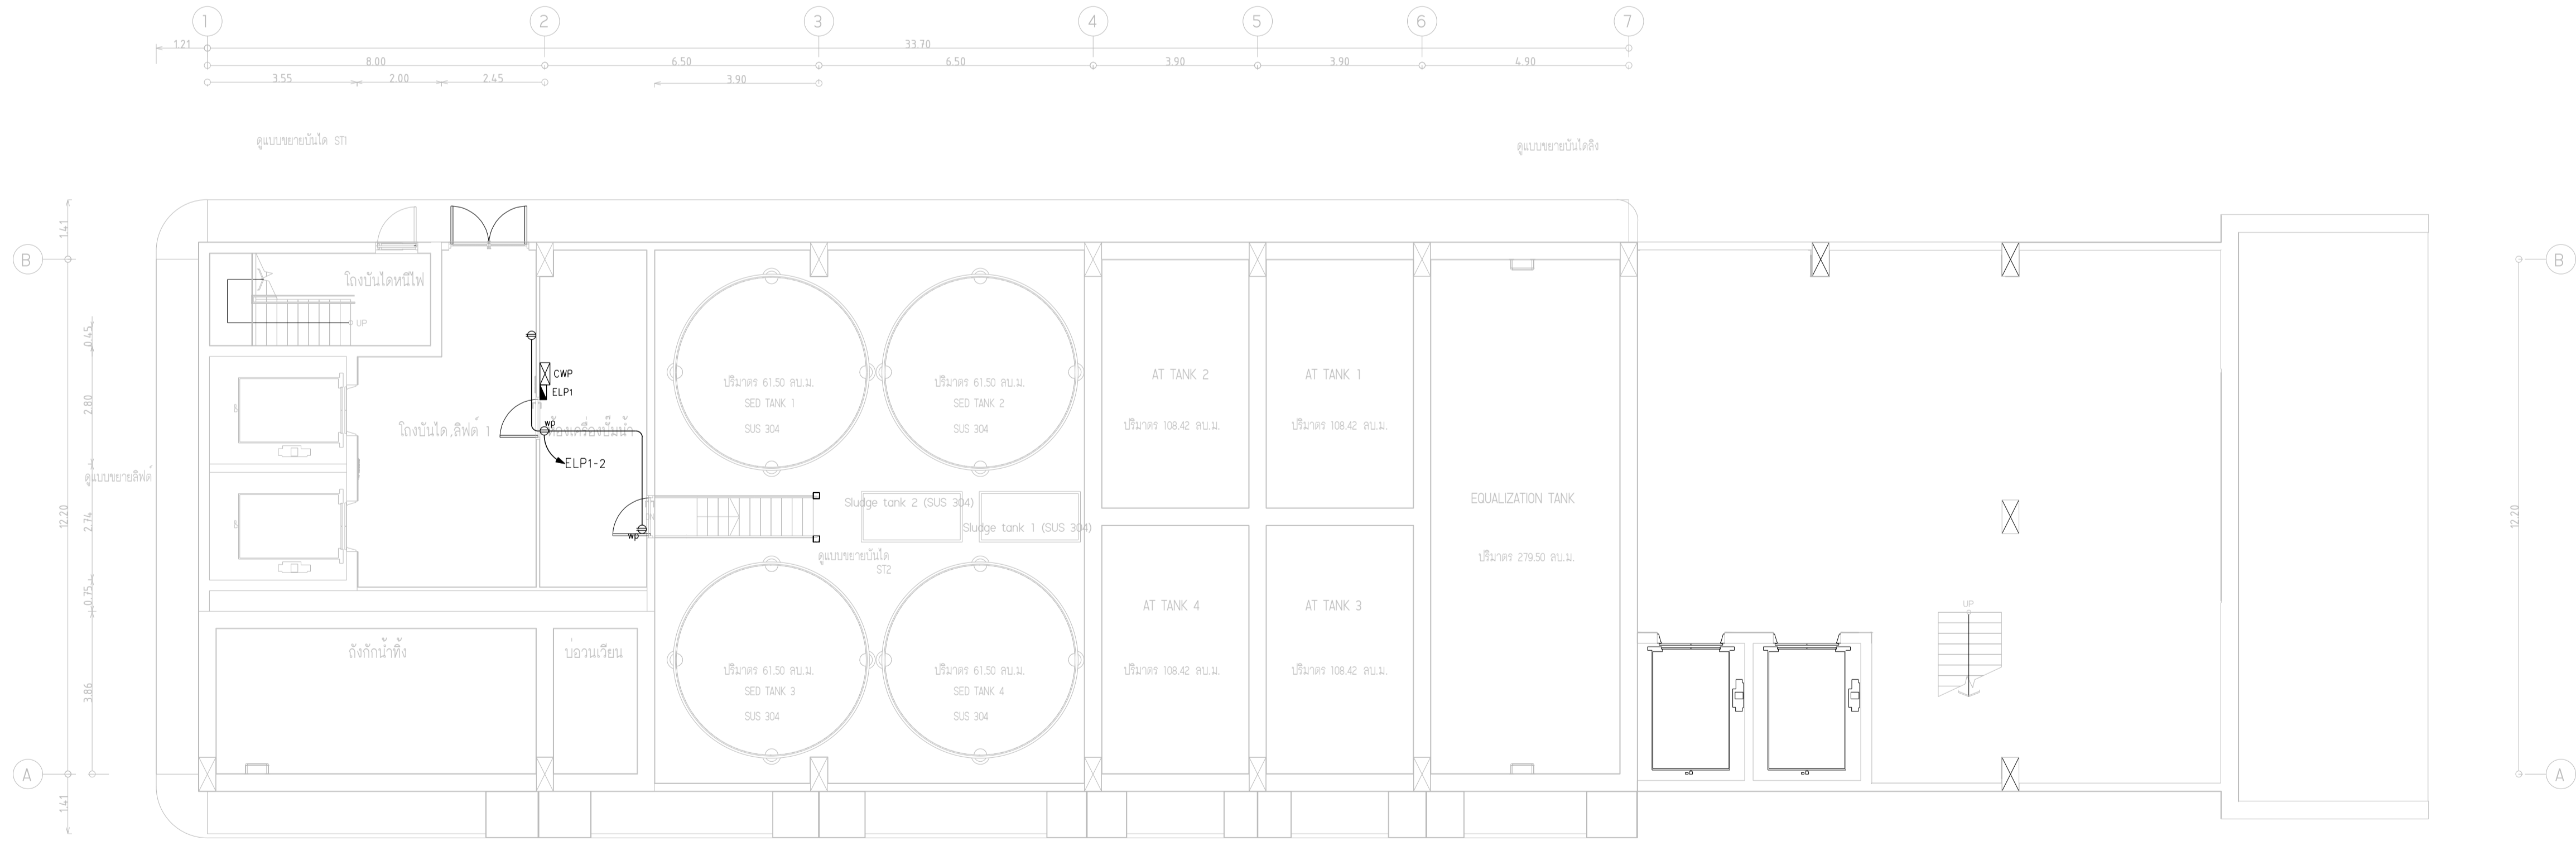 1 2 3 4 5 6 7
1.21 33.70
8.00 6.50 6.50 3.90 3.90 4.90
3.55 2.00 2.45 3.90
ดูแบบขยายบันได ST1
ดูแบบขยายบันไดลิง
1.41
B B
โถงบันไดหนีไฟ
UP
0.45
CWP
ELP1
AT TANK 2
AT TANK 1
ปริมาตร 61.50 ลบ.ม.
SED TANK 1
SUS 304
ปริมาตร 61.50 ลบ.ม.
SED TANK 2
SUS 304
ปริมาตร 108.42 ลบ.ม.
ปริมาตร 108.42 ลบ.ม.
2.80
โถงบันได,ลิฟต์ 1
wp
ห้องเครื่องปั๊มน้ำ
ELP1-2
ดูแบบขยายลิฟต์
Sludge tank 2 (SUS 304)
Sludge tank 1 (SUS 304)
EQUALIZATION TANK
ปริมาตร 279.50 ลบ.ม.
12.20
2.74
DN
wp
12.20
ดูแบบขยายบันได
ST2
0.75
AT TANK 4
AT TANK 3
UP
ถังกักน้ำทิ้ง
บ่อวนเวียน
ปริมาตร 61.50 ลบ.ม.
SED TANK 3
SUS 304
ปริมาตร 61.50 ลบ.ม.
SED TANK 4
SUS 304
ปริมาตร 108.42 ลบ.ม.
ปริมาตร 108.42 ลบ.ม.
3.86
A A
1.41